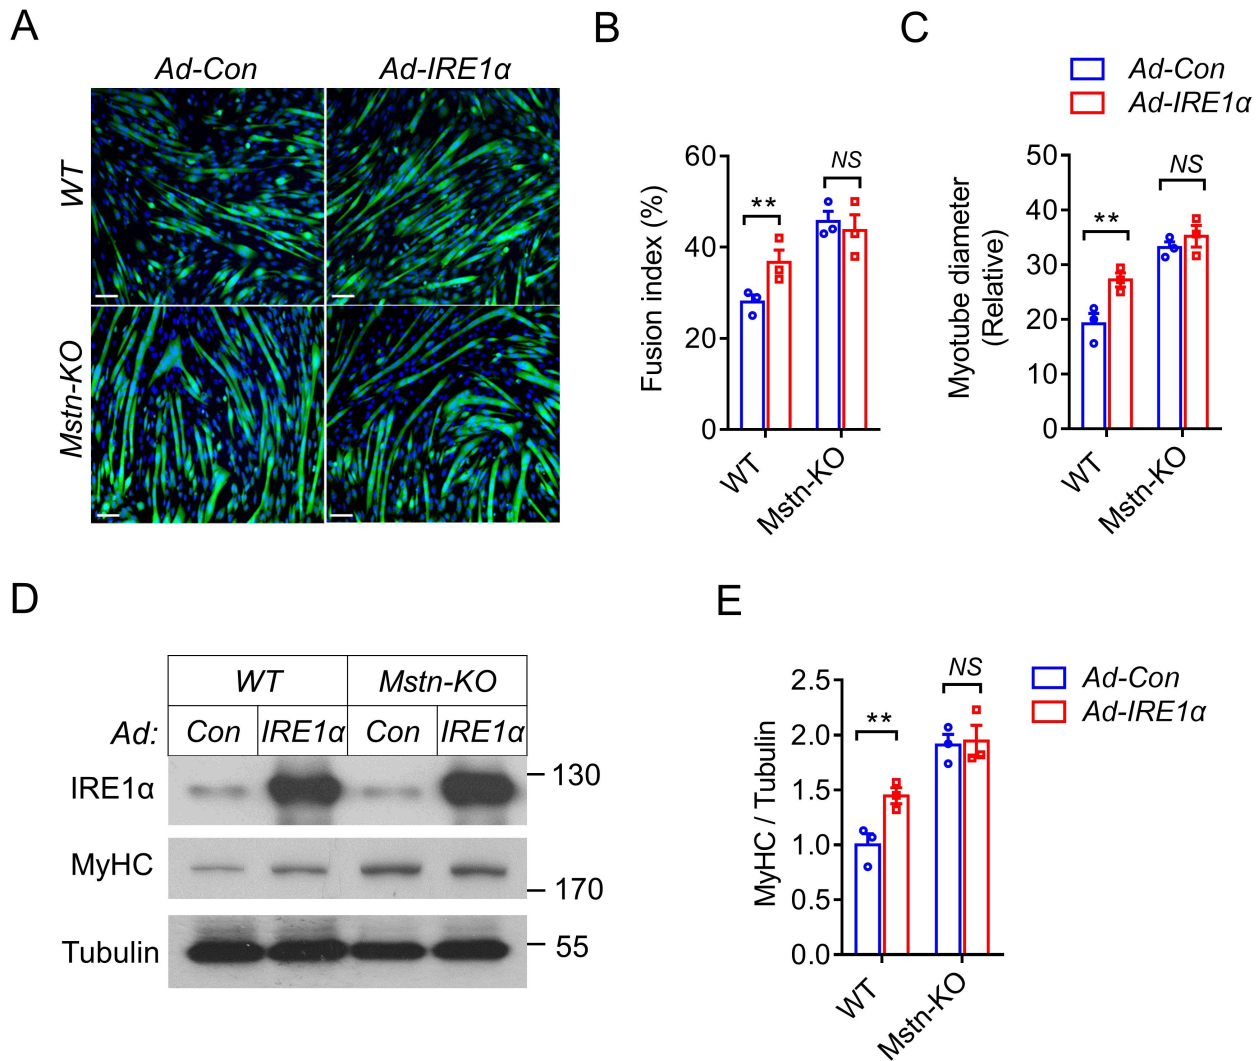 A
Ad-Con
Ad-IRE1α
WT
Mstn-KO
B
Fusion index (%)
60
40
20
0
**
NS
WT
Mstn-KO
C
Ad-Con
Ad-IRE1α
Myotube diameter
(Relative)
50
40
30
20
10
0
**
NS
WT
Mstn-KO
D
WT
Mstn-KO
Ad:
Con
IRE1α
Con
IRE1α
IRE1α
130
MyHC
170
Tubulin
55
E
MyHC / Tubulin
2.5
2.0
1.5
1.0
0.5
0.0
**
NS
WT
Mstn-KO
Ad-Con
Ad-IRE1α